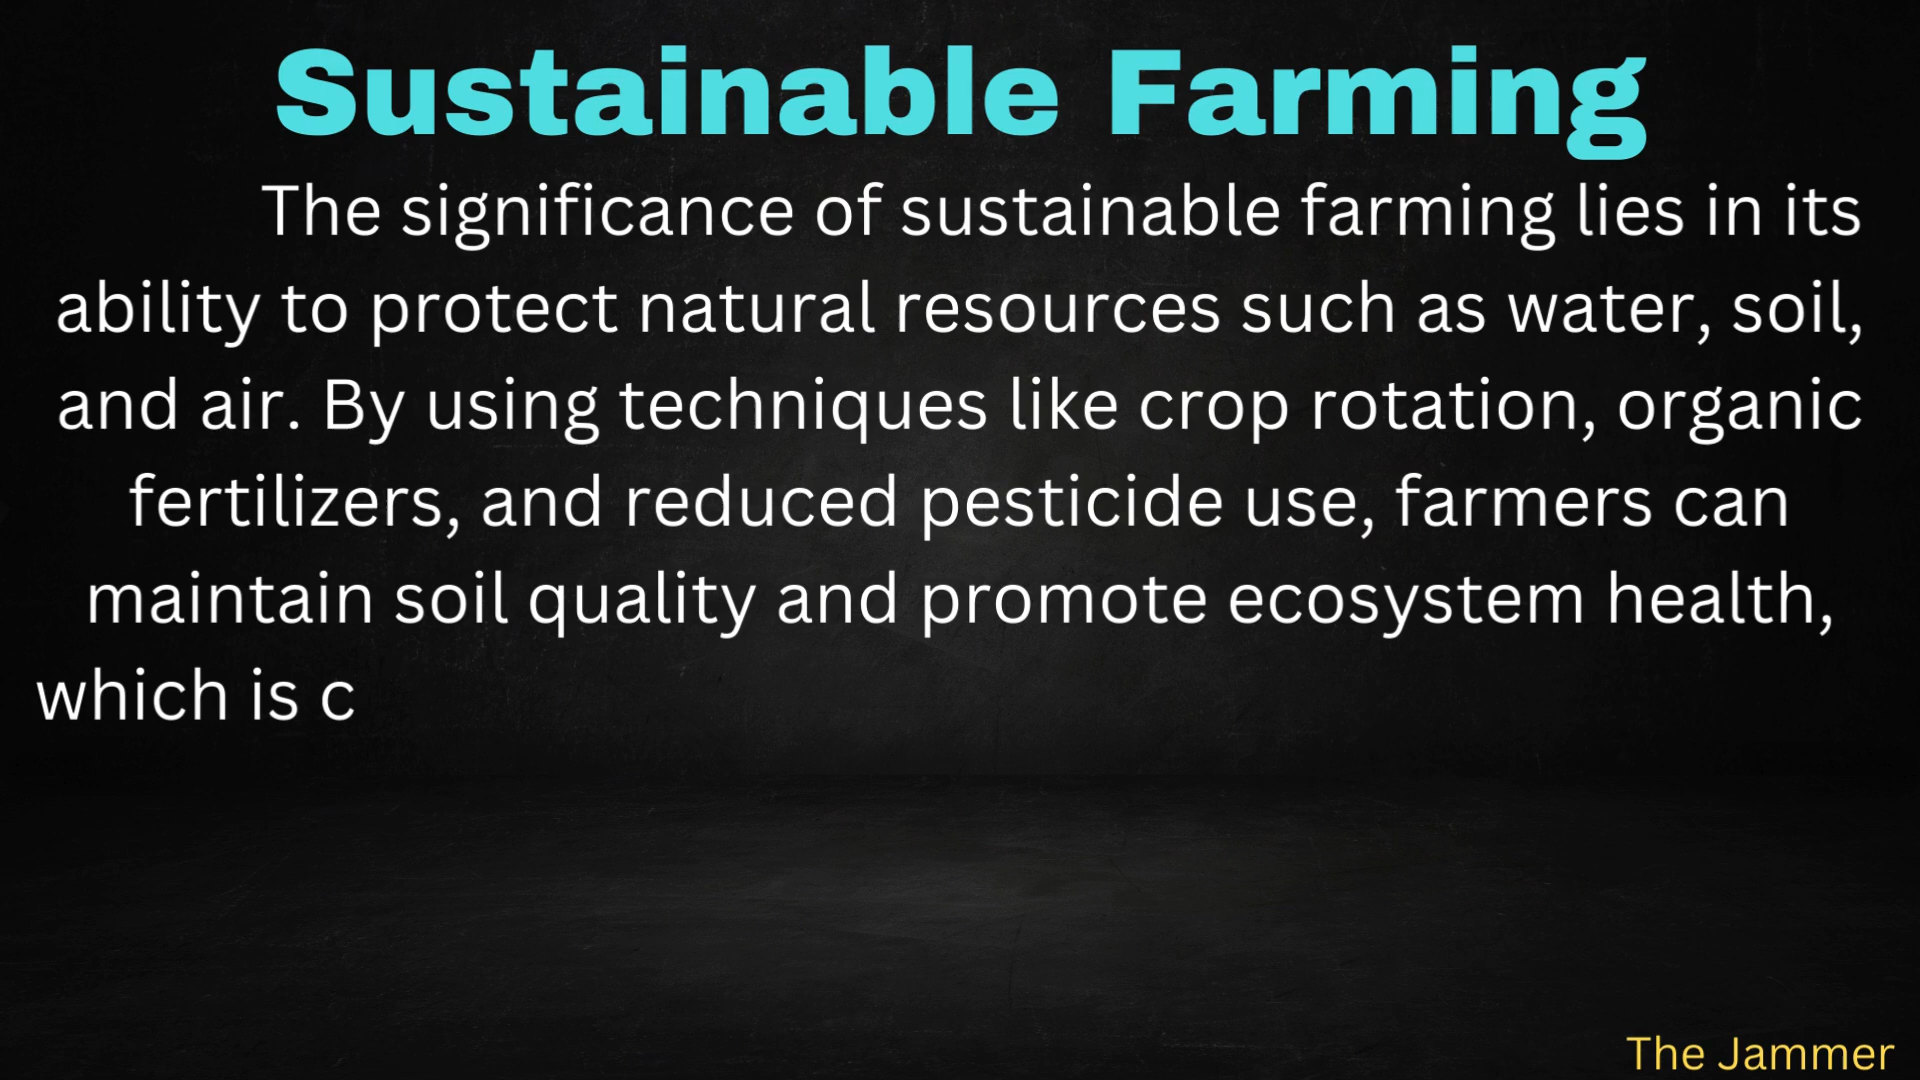 Sustainable Farming
The significance of sustainable farming lies in its
ability to protect natural resources such as water, soil,
and air. By using techniques like crop rotation, organic
fertilizers, and reduced pesticide use, farmers can
maintain soil quality and promote ecosystem health,
which is c
The Jammer